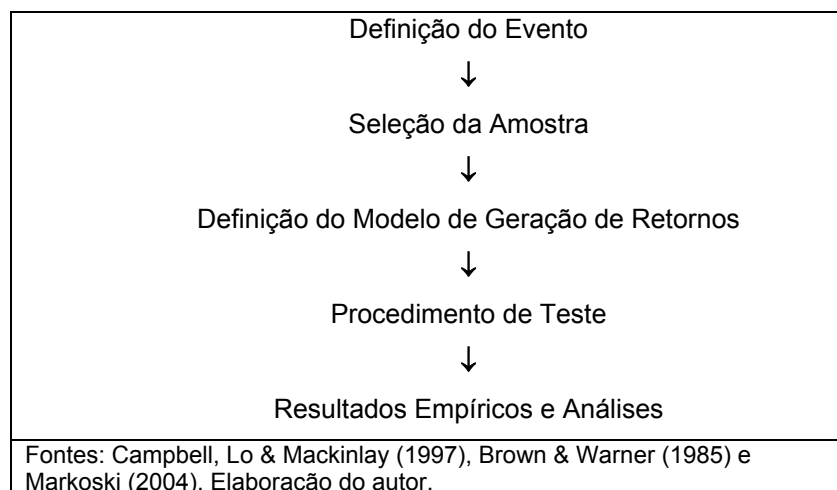 Definição do Evento
↓
Seleção da Amostra
↓
Definição do Modelo de Geração de Retornos
↓
Procedimento de Teste
↓
Resultados Empíricos e Análises
Fontes: Campbell, Lo & Mackinlay (1997), Brown & Warner (1985) e
Markoski (2004). Elaboração do autor.